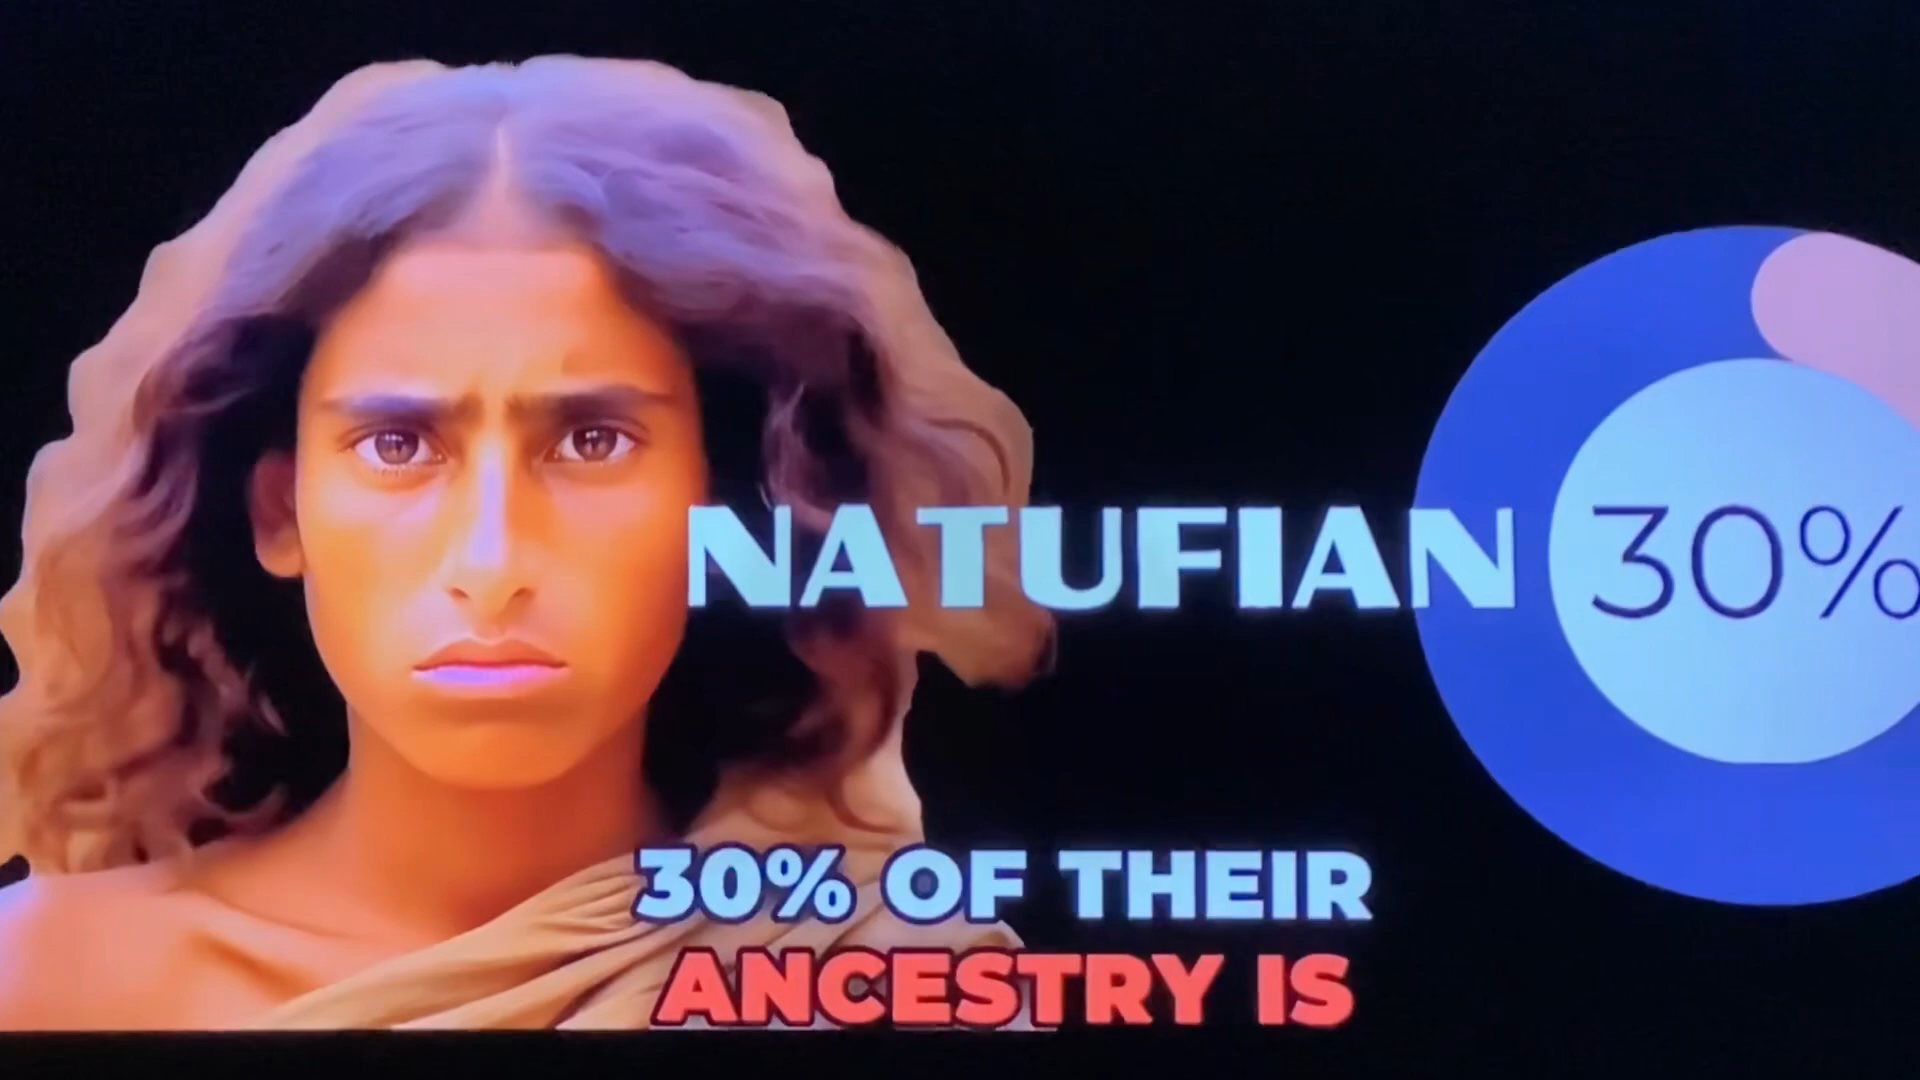 NATUFIAN 30%
30% OF THEIR
ANCESTRY IS